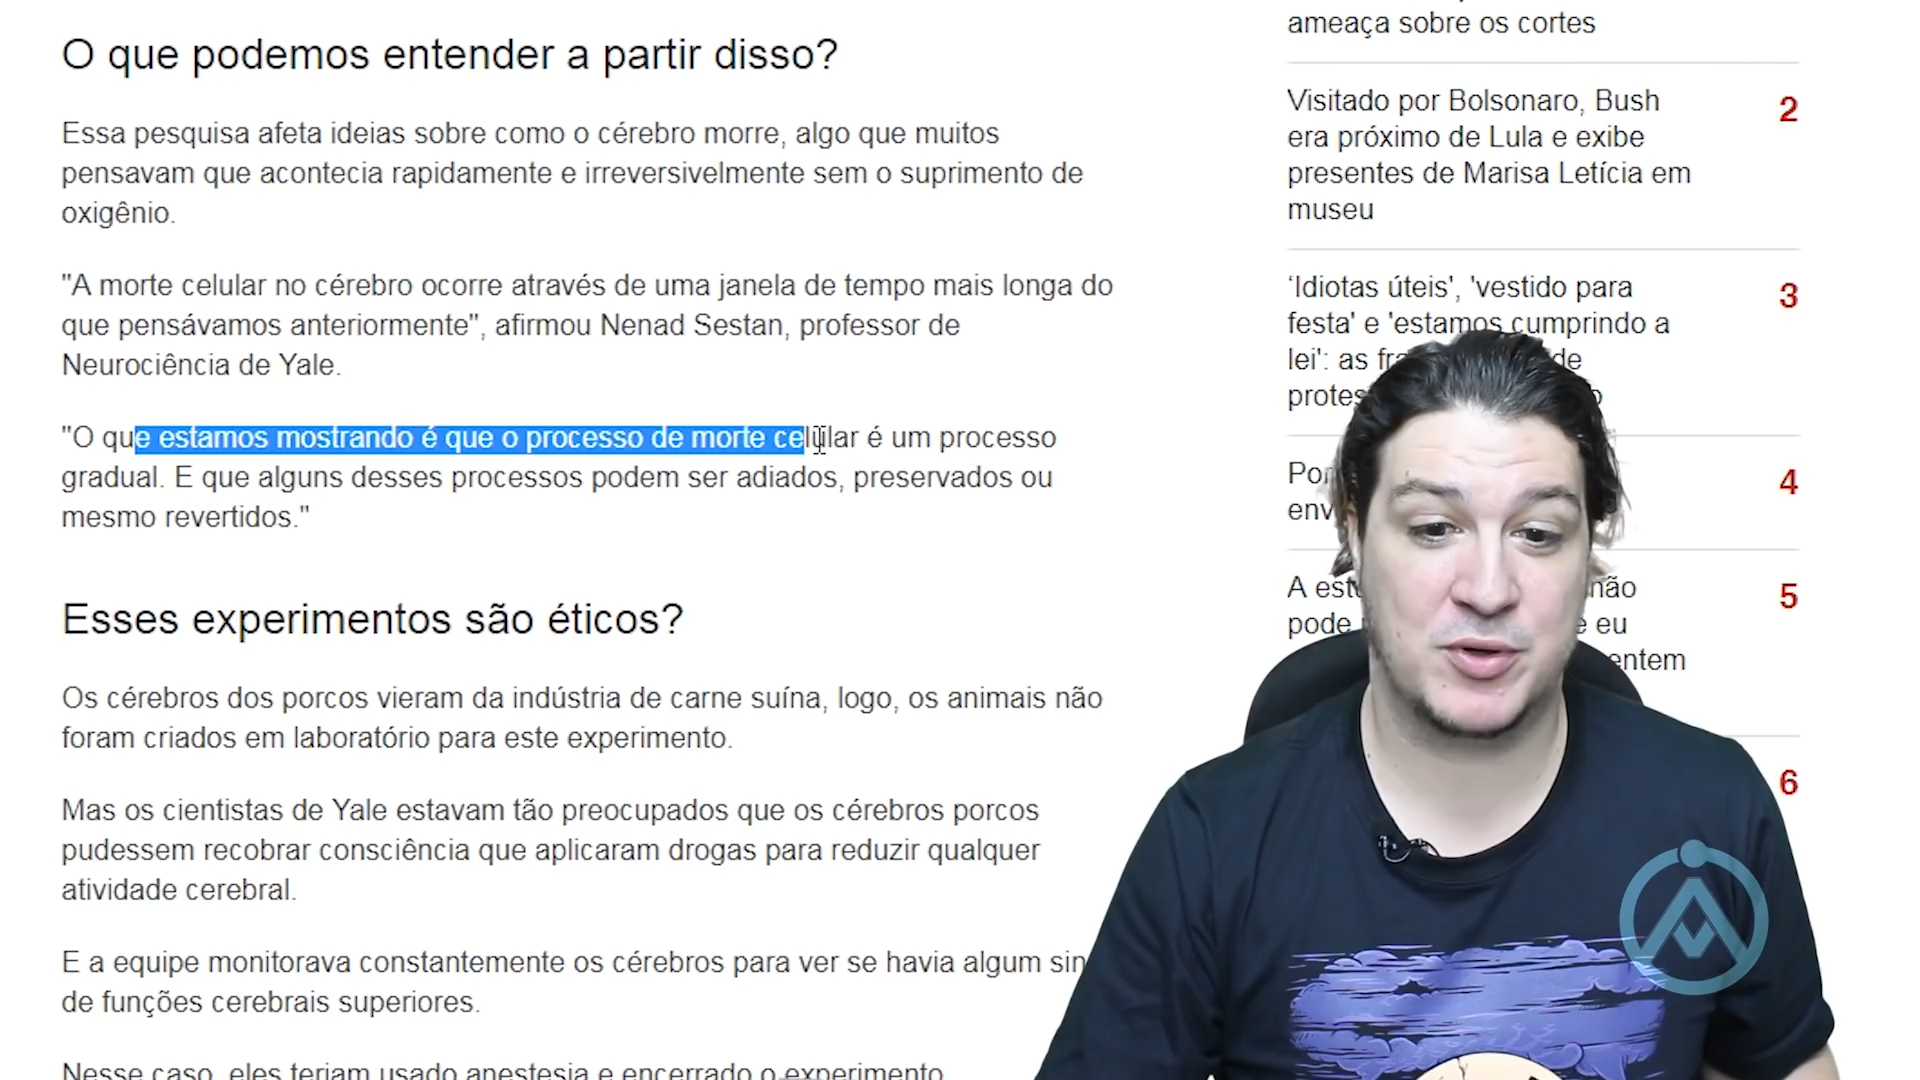 O que podemos entender a partir disso?
Essa pesquisa afeta ideias sobre como o cérebro morre, algo que muitos
pensavam que acontecia rapidamente e irreversivelmente sem o suprimento de
oxigênio.
"A morte celular no cérebro ocorre através de uma janela de tempo mais longa do
que pensávamos anteriormente", afirmou Nenad Sestan, professor de
Neurociência de Yale.
"O que estamos mostrando é que o processo de morte celular é um processo
gradual. E que alguns desses processos podem ser adiados, preservados ou
mesmo revertidos."
Esses experimentos são éticos?
Os cérebros dos porcos vieram da indústria de carne suína, logo, os animais não
foram criados em laboratório para este experimento.
Mas os cientistas de Yale estavam tão preocupados que os cérebros porcos
pudessem recobrar consciência que aplicaram drogas para reduzir qualquer
atividade cerebral.
E a equipe monitorava constantemente os cérebros para ver se havia algum
de funções cerebrais superiores.
Nesse caso, eles teriam usado anestesia e encerrado o experimento
ameaça sobre os cortes
Visitado por Bolsonaro, Bush 2
era próximo de Lula e exibe
presentes de Marisa Letícia em
museu
‘Idiotas úteis', 'vestido para 3
festa' e 'estamos cumprindo a
lei': as de
4
A não 5
pode eu
6